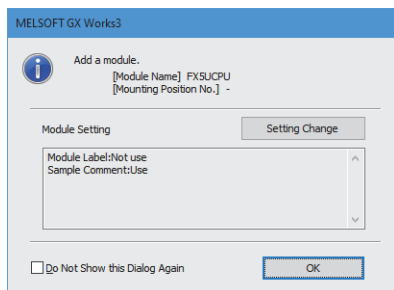 MELSOFT GX Works3
Add a module.
[Module Name] FX5UCPU
[Mounting Position No.] -
Module Setting
Setting Change
Module Label:Not use
Sample Comment:Use
Do Not Show this Dialog Again
OK